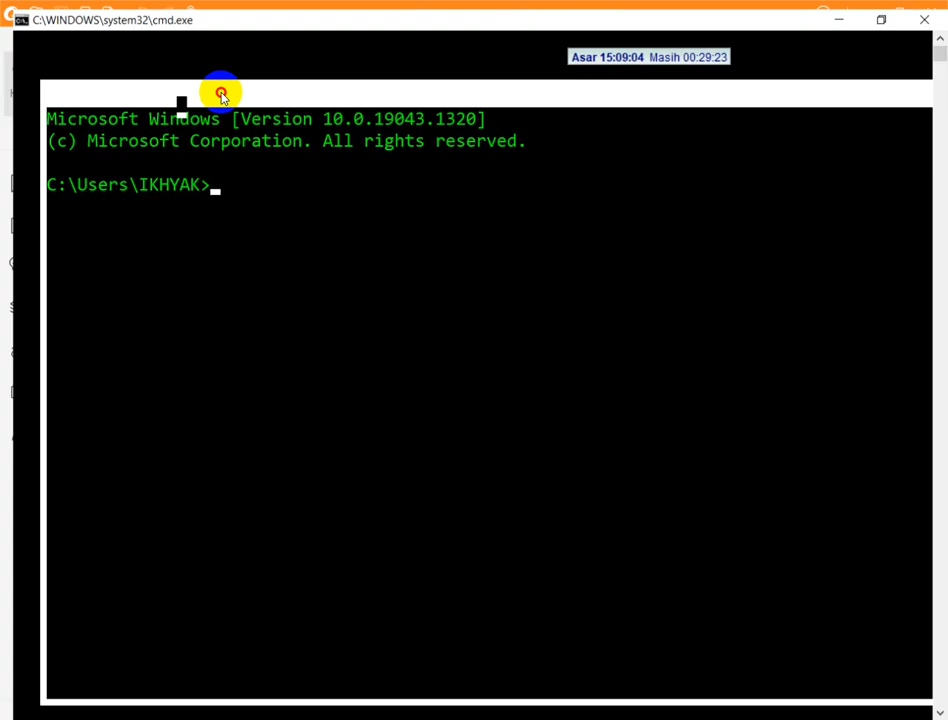 C:\WINDOWS\system32\cmd.exe
Asar 15:09:04 Masih 00:29:23
Microsoft Windows [Version 10.0.19043.1320]
(c) Microsoft Corporation. All rights reserved.
C:\Users\IKHYAK>